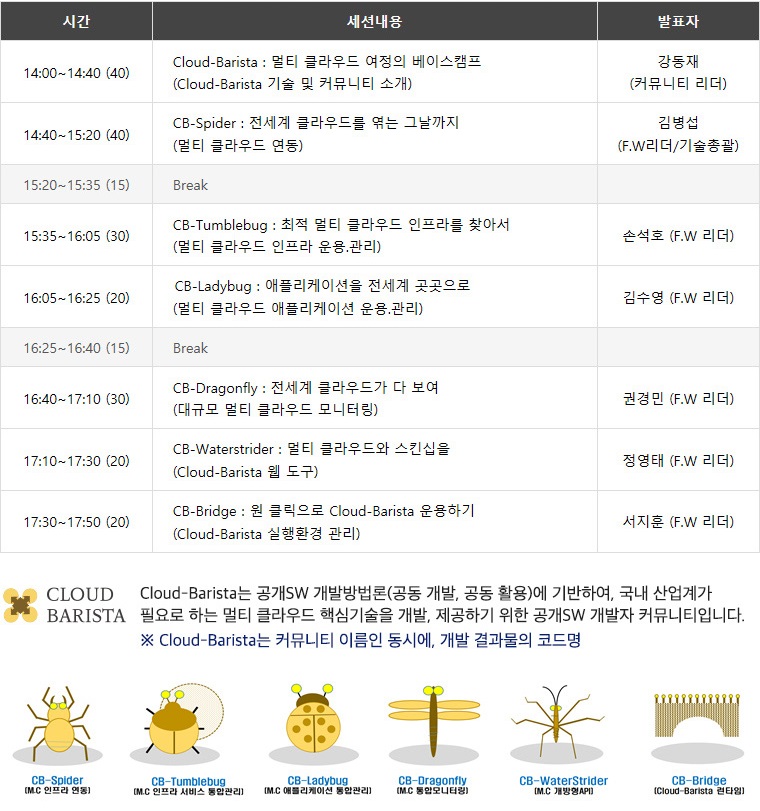 시간 세션내용 발표자
14:00~14:40 (40) Cloud-Barista : 멀티 클라우드 여정의 베이스캠프 강동재
(Cloud-Barista 기술 및 커뮤니티 소개) (커뮤니티 리더)
14:40~15:20 (40) CB-Spider : 전세계 클라우드를 엮는 그날까지 김병섭
(멀티 클라우드 연동) (F.W리더/기술총괄)
15:20~15:35 (15) Break
15:35~16:05 (30) CB-Tumblebug : 최적 멀티 클라우드 인프라를 찾아서
(멀티 클라우드 인프라 운용.관리) 손석호 (F.W 리더)
16:05~16:25 (20) CB-Ladybug : 애플리케이션을 전세계 곳곳으로
(멀티 클라우드 애플리케이션 운용.관리) 김수영 (F.W 리더)
16:25~16:40 (15) Break
16:40~17:10 (30) CB-Dragonfly : 전세계 클라우드가 다 보여
(대규모 멀티 클라우드 모니터링) 권경민 (F.W 리더)
17:10~17:30 (20) CB-Waterstrider : 멀티 클라우드와 스킨십을
(Cloud-Barista 웹 도구) 정영태 (F.W 리더)
17:30~17:50 (20) CB-Bridge : 원 클릭으로 Cloud-Barista 운용하기
(Cloud-Barista 실행환경 관리) 서지훈 (F.W 리더)
CLOUD
BARISTA
Cloud-Barista는 공개SW 개발방법론(공동 개발, 공동 활용)에 기반하여, 국내 산업계가
필요로 하는 멀티 클라우드 핵심기술을 개발, 제공하기 위한 공개SW 개발자 커뮤니티입니다.
※ Cloud-Barista는 커뮤니티 이름인 동시에, 개발 결과물의 코드명
CB-Spider
(M.C 인프라 연동)
CB-Tumblebug
(M.C 인프라 서비스 통합관리)
CB-Ladybug
(M.C 애플리케이션 통합관리)
CB-Dragonfly
(M.C 통합모니터링)
CB-WaterStrider
(M.C 개방형API)
CB-Bridge
(Cloud-Barista 런타임)